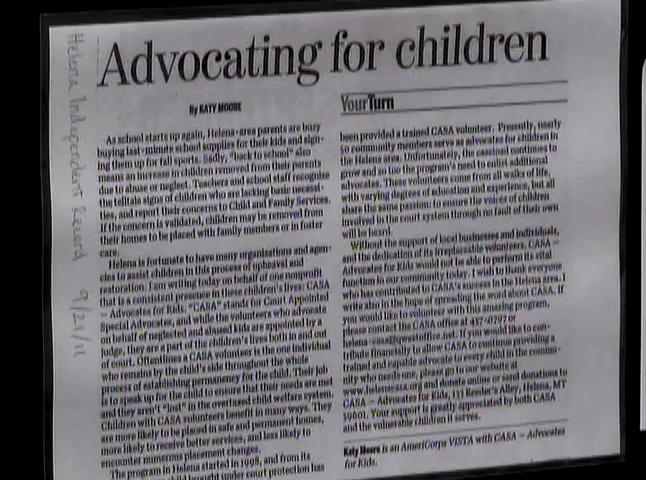 Helena Independent Record 9/21/11
Advocating for children
By KATY MOORE
As school starts up again, Helena-area parents are busy
buying last-minute school supplies for their kids and sign-
ing them up for fall sports. Sadly, "back to school" also
means an increase in children removed from their parents
due to abuse or neglect. Teachers and school staff recognize
the telltale signs of children who are lacking basic necessi-
ties, and report their concerns to Child and Family Services.
If the concern is validated, children may be removed from
their homes to be placed with family members or in foster
care.
Helena is fortunate to have many organizations and agen-
cies to assist children in this process of upheaval and
restoration. I am writing today on behalf of one nonprofit
that is a consistent presence in these children's lives: CASA
– Advocates for Kids. "CASA" stands for Court Appointed
Special Advocates, and while the volunteers who advocate
on behalf of neglected and abused kids are appointed by a
judge, they are a part of the children's lives both in and out
of court. Oftentimes a CASA volunteer is the one individual
who remains by the child's side throughout the whole
process of establishing permanency for the child. Their job
is to speak up for the child to ensure that their needs are met
and they aren't "lost" in the overtaxed child welfare system.
Children with CASA volunteers benefit in many ways. They
are more likely to be placed in safe and permanent homes,
more likely to receive better services, and less likely to
encounter numerous placement changes.
The program in Helena started in 1998, and from its
child brought under court protection has
YourTurn
been provided a trained CASA volunteer. Presently, nearly
50 community members serve as advocates for children in
the Helena area. Unfortunately, the caseload continues to
grow and so too the program's need to enlist additional
advocates. These volunteers come from all walks of life,
with varying degrees of education and experience, but all
share the same passion: to ensure the voices of children
involved in the court system through no fault of their own
will be heard.
Without the support of local businesses and individuals,
and the dedication of its irreplaceable volunteers, CASA –
Advocates for Kids would not be able to perform its vital
function in our community today. I wish to thank everyone
who has contributed to CASA's success in the Helena area. I
write also in the hope of spreading the word about CASA. If
you would like to volunteer with this amazing program,
please contact the CASA office at or
If you would like to con-
tribute financially to allow CASA to continue providing a
trained and capable advocate to every child in the commu-
nity who needs one, please go to our website at
www.helenacasa.org and donate online or send donations to
CASA – Advocates for Kids, 133 Reeder's Alley, Helena, MT
59601. Your support is greatly appreciated by both CASA
and the vulnerable children it serves.
Katy Moore is an AmeriCorps VISTA with CASA – Advocates
for Kids.